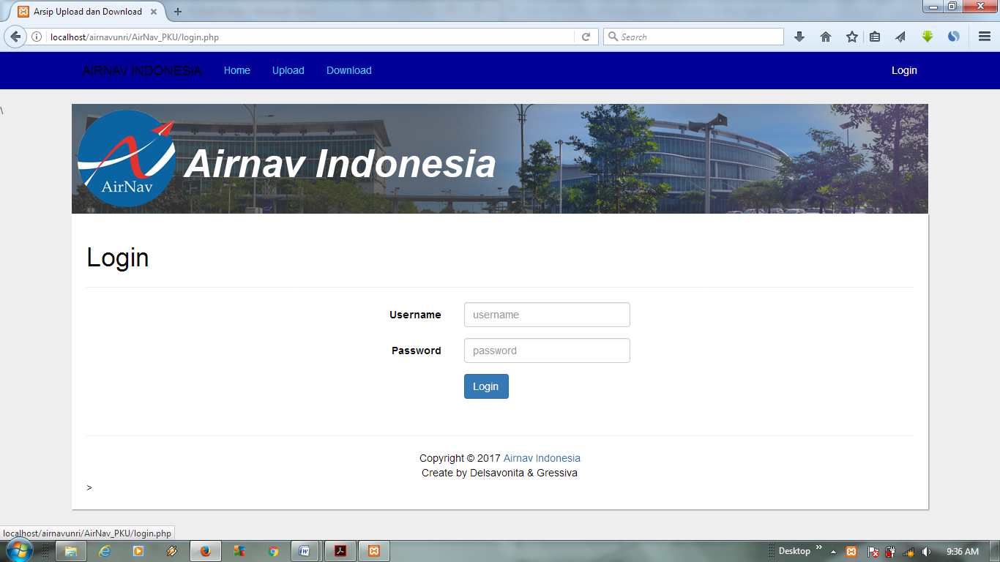 Arsip Upload dan Download
localhost/airnavunri/AirNav_PKU/login.php
Search
AIRNAV INDONESIA Home Upload Download Login
\
AirNav
Airnav Indonesia
Login
Username username
Password password
Login
Copyright © 2017 Airnav Indonesia
Create by Delsavonita & Gressiva
>
localhost/airnavunri/AirNav_PKU/login.php
Desktop 9:36 AM